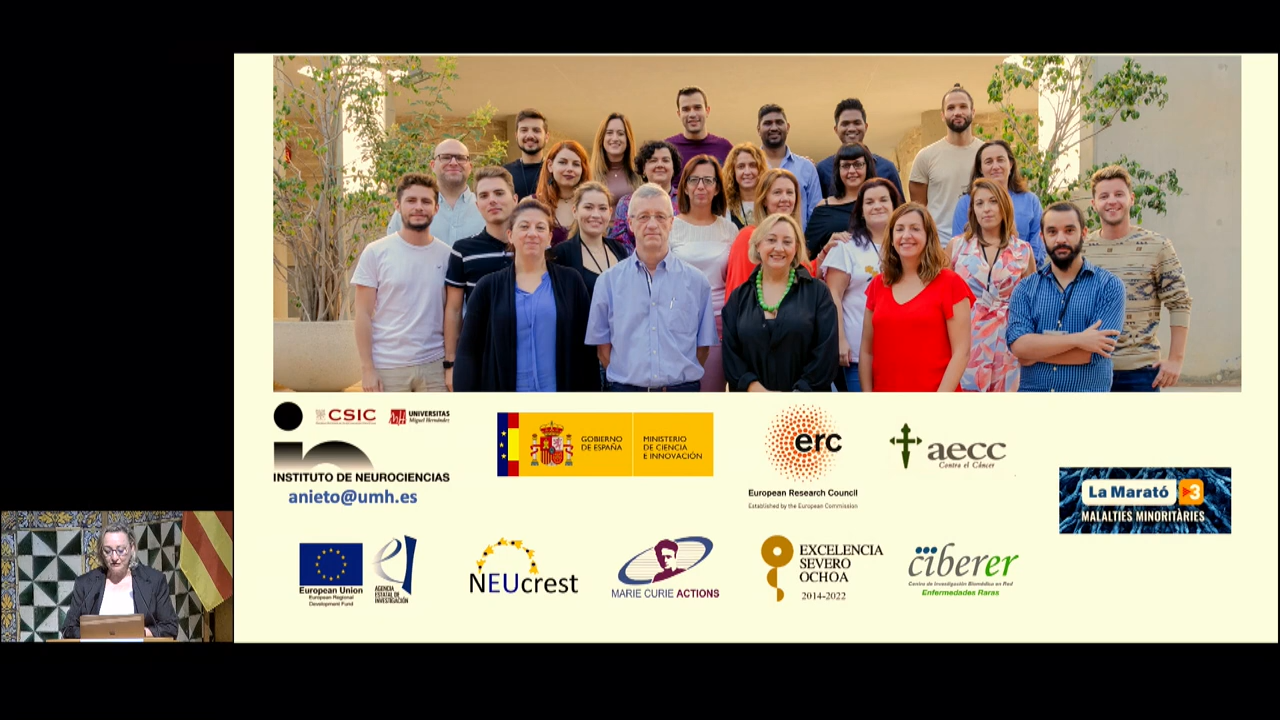 CSIC
UNIVERSITAS
Miguel Hernández
in
INSTITUTO DE NEUROCIENCIAS
anieto@umh.es
GOBIERNO
DE ESPAÑA
MINISTERIO
DE CIENCIA
E INNOVACIÓN
erc
European Research Council
Established by the European Commission
aecc
Contra el Cáncer
La Marató 3
MALALTIES MINORITÀRIES
European Union
European Regional
Development Fund
AGENCIA
ESTATAL DE
INVESTIGACIÓN
NEUcrest
MARIE CURIE ACTIONS
EXCELENCIA
SEVERO
OCHOA
2014-2022
ciberer
Centro de Investigación Biomédica en Red
Enfermedades Raras